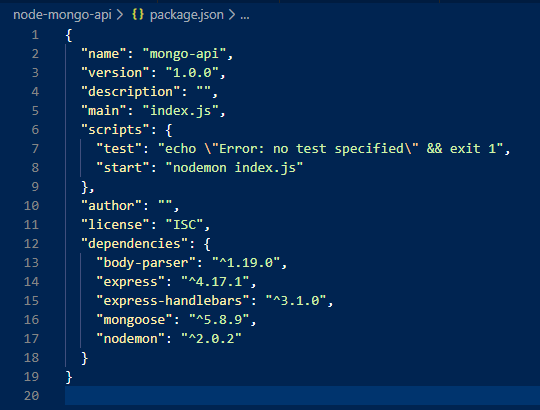 node-mongo-api > {} package.json > ...
1 {
2   "name": "mongo-api",
3   "version": "1.0.0",
4   "description": "",
5   "main": "index.js",
6   "scripts": {
7     "test": "echo \"Error: no test specified\" && exit 1",
8     "start": "nodemon index.js"
9   },
10   "author": "",
11   "license": "ISC",
12   "dependencies": {
13     "body-parser": "^1.19.0",
14     "express": "^4.17.1",
15     "express-handlebars": "^3.1.0",
16     "mongoose": "^5.8.9",
17     "nodemon": "^2.0.2"
18   }
19 }
20